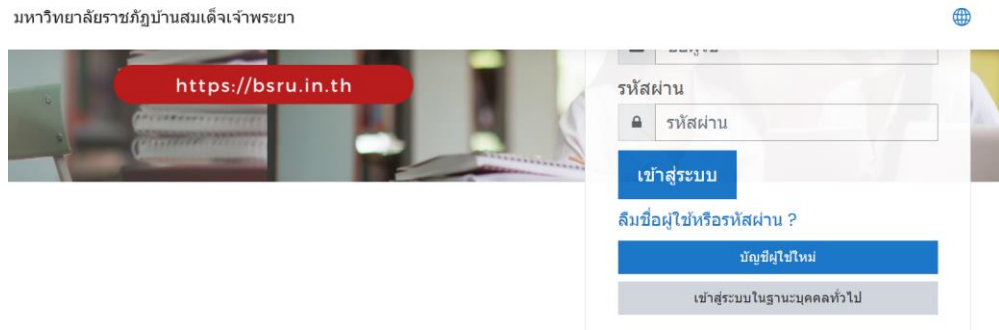 มหาวิทยาลัยราชภัฏบ้านสมเด็จเจ้าพระยา
https://bsru.in.th
รหัสผ่าน
รหัสผ่าน
เข้าสู่ระบบ
ลืมชื่อผู้ใช้หรือรหัสผ่าน ?
บัญชีผู้ใช้ใหม่
เข้าสู่ระบบในฐานะบุคคลทั่วไป